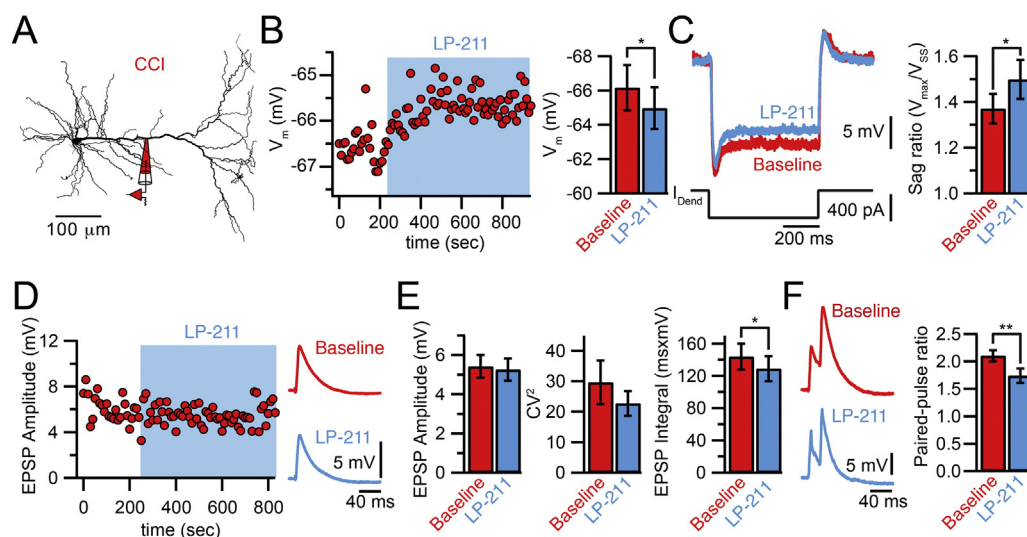 A
CCI
100 μm
B
LP-211
-65
-66
-67
Vm (mV)
0 200 400 600 800
time (sec)
*
-68
-66
-64
-62
-60
Vm (mV)
Baseline
LP-211
C
LP-211
Baseline
5 mV
IDend
400 pA
200 ms
*
1.6
1.4
1.2
1.0
Sag ratio (Vmax/VSS)
Baseline
LP-211
D
LP-211
12
8
4
0
EPSP Amplitude (mV)
0 200 400 600 800
time (sec)
Baseline
LP-211
5 mV
40 ms
E
8
6
4
2
0
EPSP Amplitude (mV)
Baseline
LP-211
40
30
20
10
0
CV2
Baseline
LP-211
*
160
120
80
40
0
EPSP Integral (msxmV)
Baseline
LP-211
F
Baseline
LP-211
5 mV
40 ms
**
2.5
2.0
1.5
1.0
0.5
0.0
Paired-pulse ratio
Baseline
LP-211